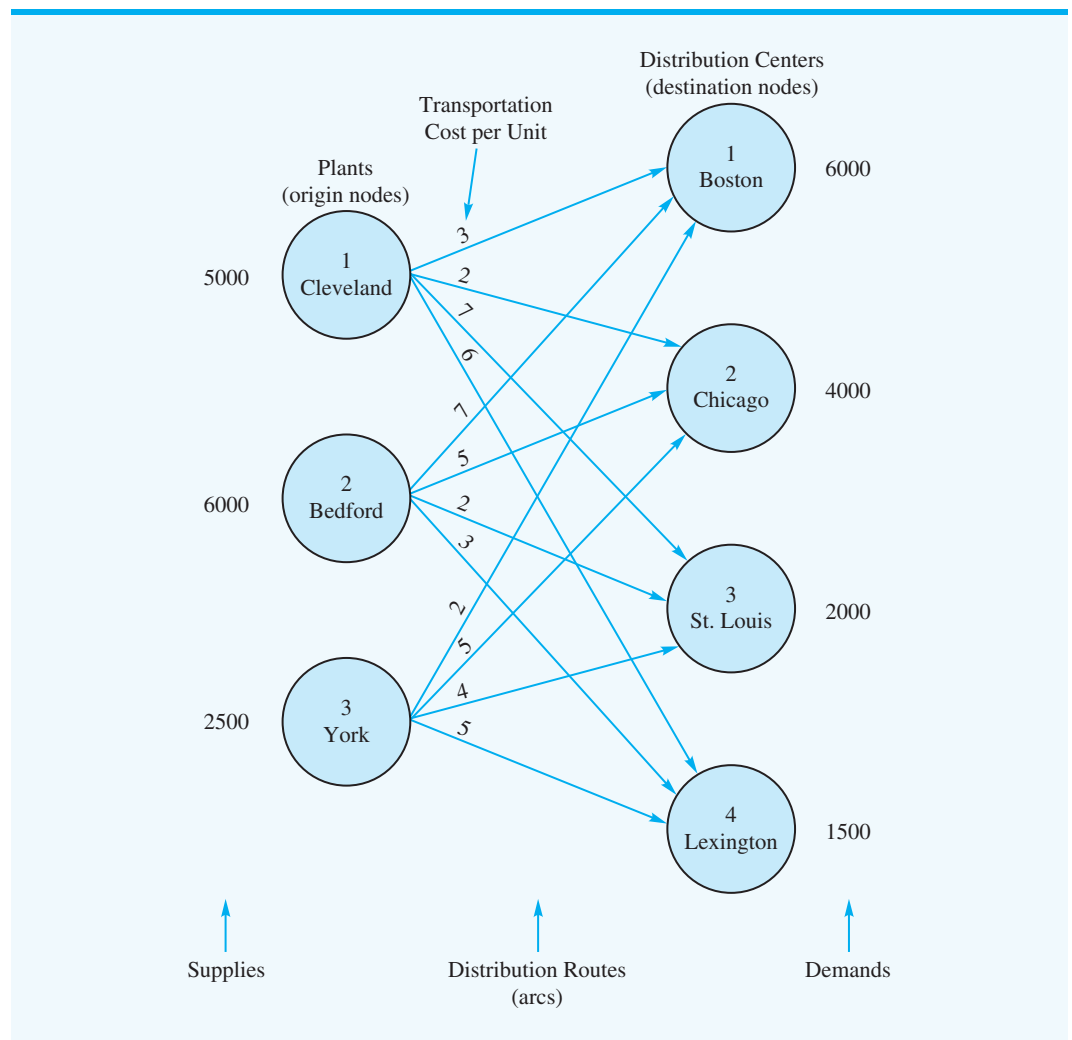 Distribution Centers
(destination nodes)
Transportation
Cost per Unit
Plants
(origin nodes)
1
Boston
6000
1
Cleveland
5000
3
2
7
6
2
Chicago
4000
2
Bedford
6000
7
5
2
3
3
St. Louis
2000
3
York
2500
2
5
4
5
4
Lexington
1500
Supplies
Distribution Routes
(arcs)
Demands